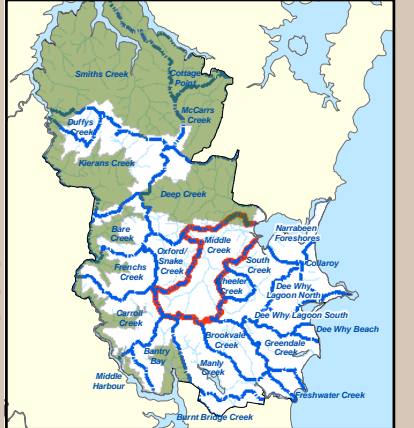 Smiths Creek
Cottage
Point
McCarrs
Creek
Duffys
Creek
Kierans Creek
Deep Creek
Bare
Creek
Middle
Creek
Narrabeen
Foreshores
Oxford/
Snake
Creek
South
Creek
Collaroy
Frenchs
Creek
Wheeler
Creek
Dee Why
Lagoon North
Carroll
Creek
Dee Why Lagoon South
Dee Why Beach
Brookvale
Creek
Greendale
Creek
Bantry
Bay
Manly
Creek
Middle
Harbour
Freshwater Creek
Burnt Bridge Creek